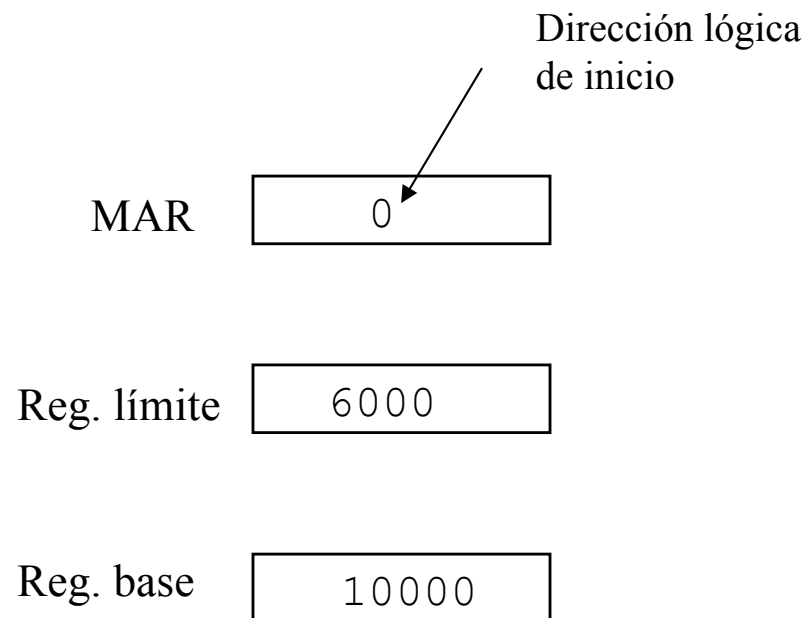 Dirección lógica
de inicio
MAR 0
Reg. límite 6000
Reg. base 10000